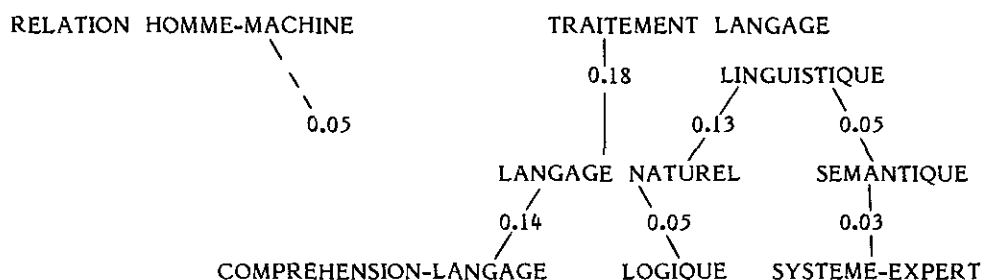 RELATION HOMME-MACHINE TRAITEMENT LANGAGE
0.18 LINGUISTIQUE
0.05 0.13 0.05
LANGAGE NATUREL SEMANTIQUE
0.14 0.05 0.03
COMPREHENSION-LANGAGE LOGIQUE SYSTEME-EXPERT